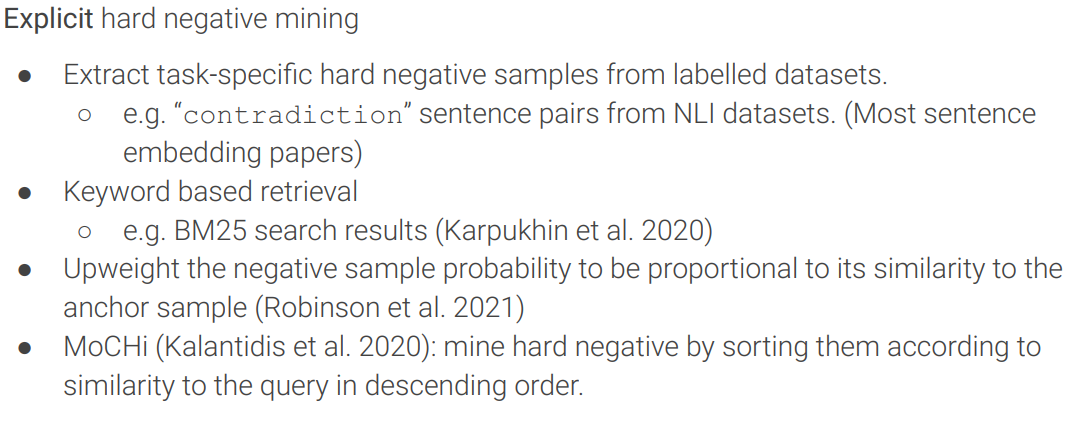 Explicit hard negative mining
● Extract task-specific hard negative samples from labelled datasets.
○ e.g. “contradiction” sentence pairs from NLI datasets. (Most sentence
embedding papers)
● Keyword based retrieval
○ e.g. BM25 search results (Karpukhin et al. 2020)
● Upweight the negative sample probability to be proportional to its similarity to the
anchor sample (Robinson et al. 2021)
● MoCHi (Kalantidis et al. 2020): mine hard negative by sorting them according to
similarity to the query in descending order.